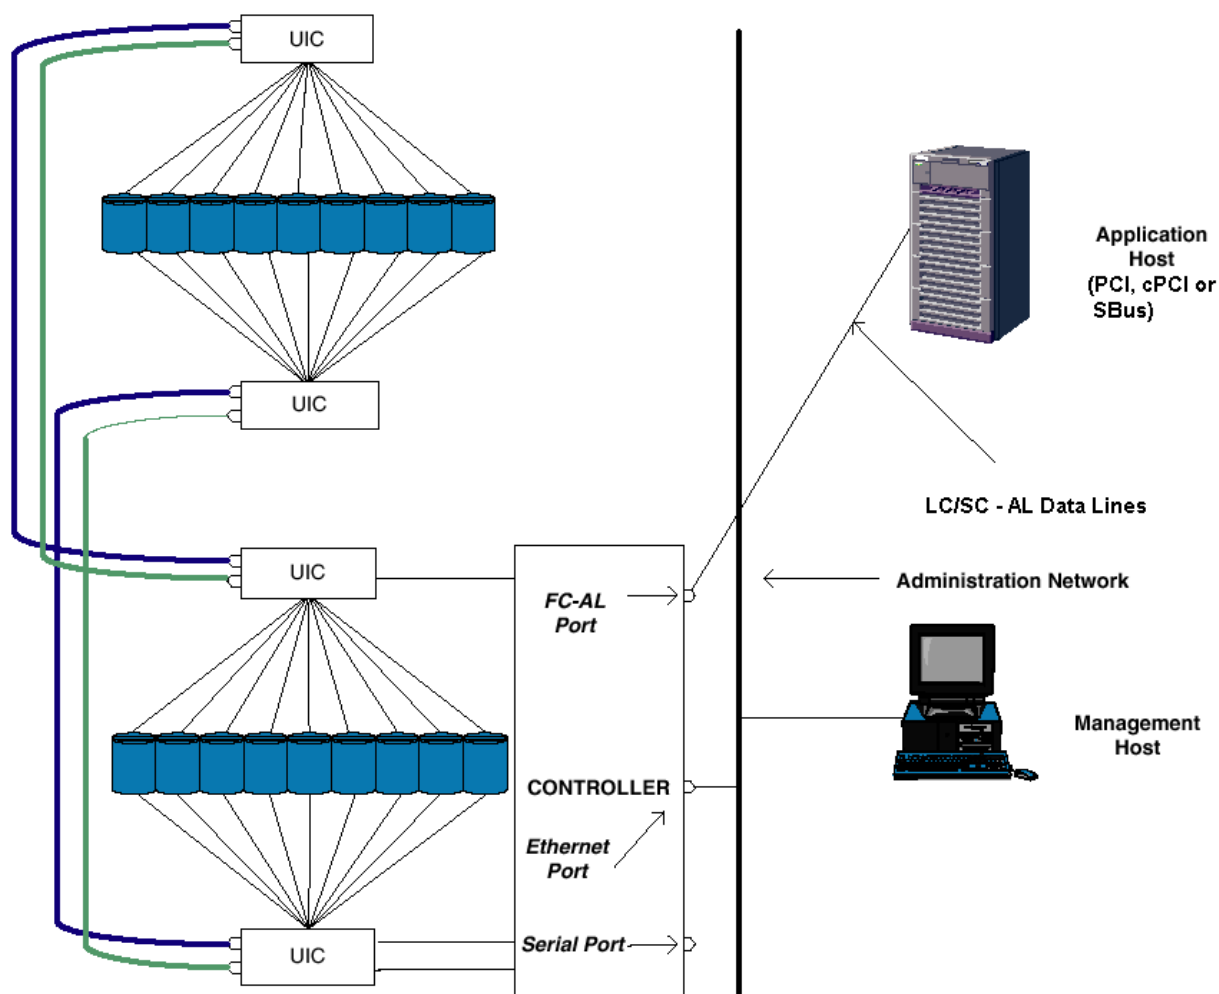 UIC
UIC
UIC
UIC
FC-AL
Port
CONTROLLER
Ethernet
Port
Serial Port
Application
Host
(PCI, cPCI or
SBus)
LC/SC - AL Data Lines
Administration Network
Management
Host